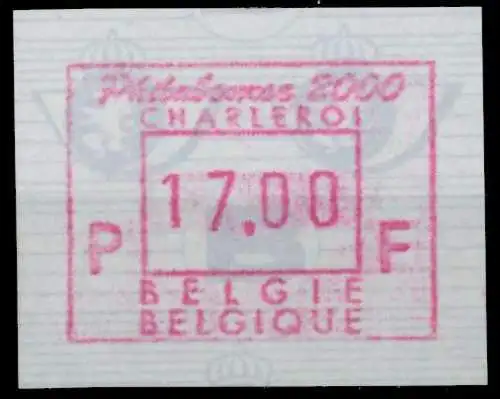 Philabourse 2000
CHARLEROI
17.00
P F
BELGIE
BELGIQUE